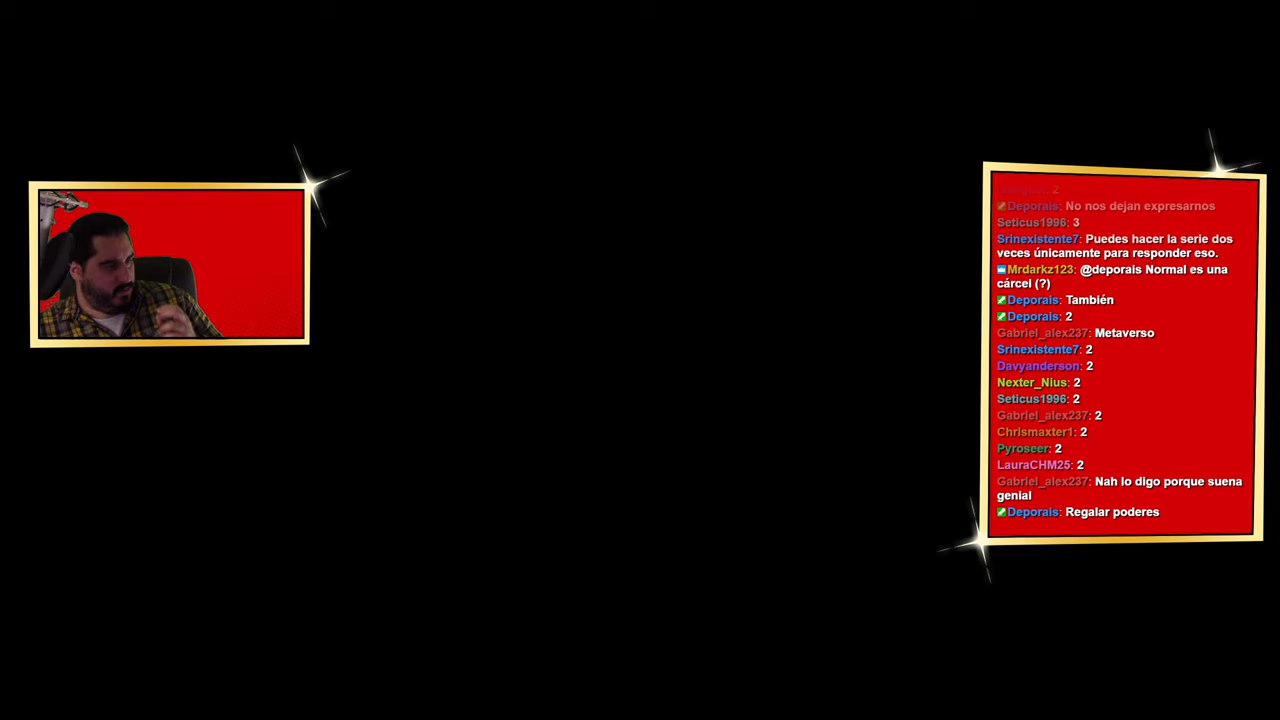 2
Deporais: No nos dejan expresarnos
Seticus1996: 3
Srinexistente7: Puedes hacer la serie dos
veces únicamente para responder eso.
Mrdarkz123: @deporais Normal es una
cárcel (?)
Deporais: También
Deporais: 2
Gabriel_alex237: Metaverso
Srinexistente7: 2
Davyanderson: 2
Nexter_Nius: 2
Seticus1996: 2
Gabriel_alex237: 2
Chrismaxter1: 2
Pyroseer: 2
LauraCHM25: 2
Gabriel_alex237: Nah lo digo porque suena
genial
Deporais: Regalar poderes